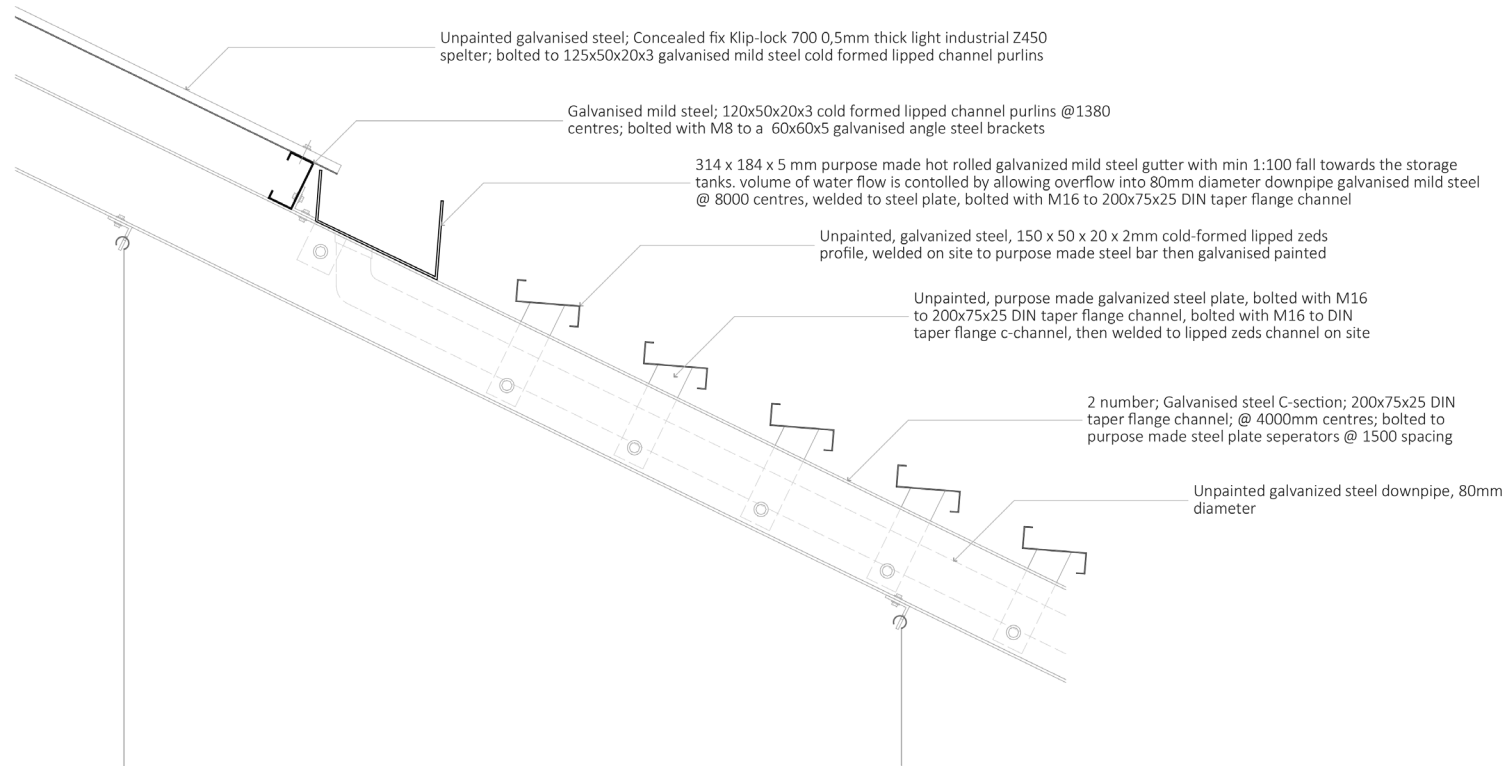 Unpainted galvanised steel; Concealed fix Klip-lock 700 0,5mm thick light industrial Z450
spelter; bolted to 125x50x20x3 galvanised mild steel cold formed lipped channel purlins
Galvanised mild steel; 120x50x20x3 cold formed lipped channel purlins @1380
centres; bolted with M8 to a 60x60x5 galvanised angle steel brackets
314 x 184 x 5 mm purpose made hot rolled galvanized mild steel gutter with min 1:100 fall towards the storage
tanks. volume of water flow is contolled by allowing overflow into 80mm diameter downpipe galvanised mild steel
@ 8000 centres, welded to steel plate, bolted with M16 to 200x75x25 DIN taper flange channel
Unpainted, galvanized steel, 150 x 50 x 20 x 2mm cold-formed lipped zeds
profile, welded on site to purpose made steel bar then galvanised painted
Unpainted, purpose made galvanized steel plate, bolted with M16
to 200x75x25 DIN taper flange channel, bolted with M16 to DIN
taper flange c-channel, then welded to lipped zeds channel on site
2 number; Galvanised steel C-section; 200x75x25 DIN
taper flange channel; @ 4000mm centres; bolted to
purpose made steel plate seperators @ 1500 spacing
Unpainted galvanized steel downpipe, 80mm
diameter